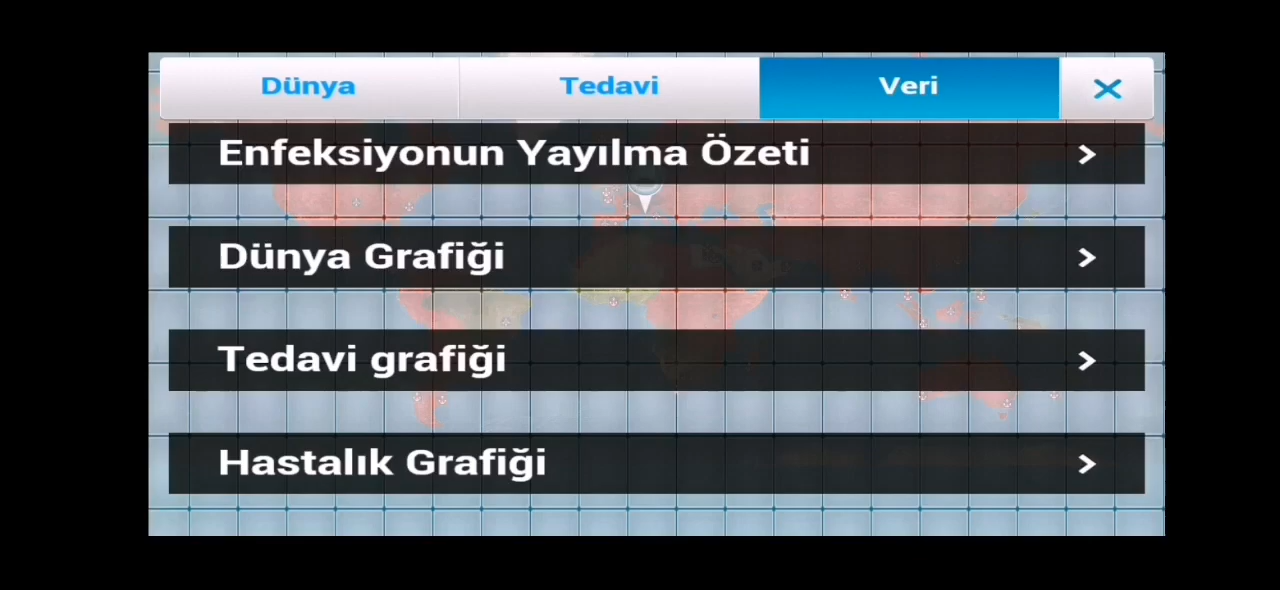 Dünya
Tedavi
Veri
Enfeksiyonun Yayılma Özeti
Dünya Grafiği
Tedavi grafiği
Hastalık Grafiği